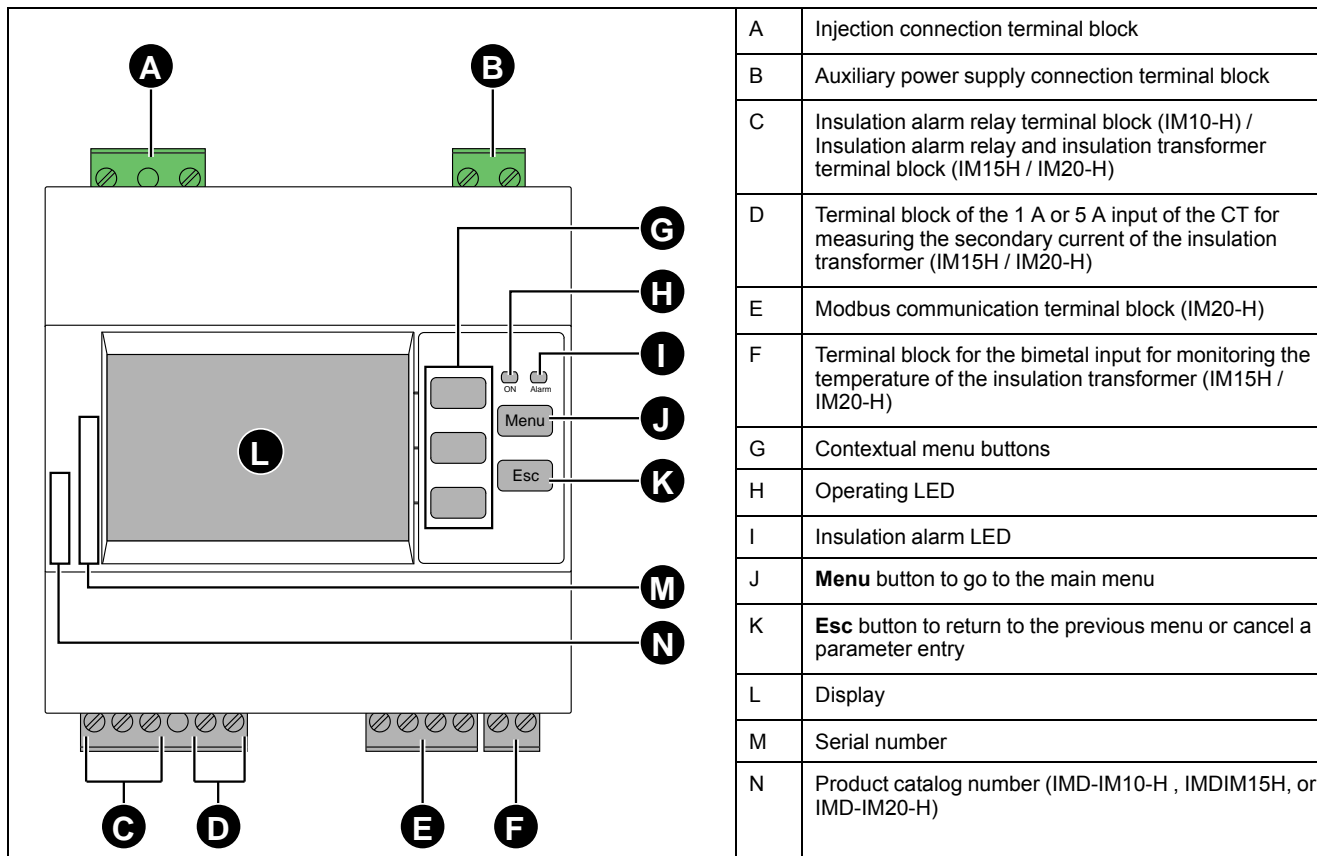 A
B
G
H
I
ON
Alarm
Menu
J
L
Esc
K
M
N
C
D
E
F
A Injection connection terminal block
B Auxiliary power supply connection terminal block
C Insulation alarm relay terminal block (IM10-H) /
Insulation alarm relay and insulation transformer
terminal block (IM15H / IM20-H)
D Terminal block of the 1 A or 5 A input of the CT for
measuring the secondary current of the insulation
transformer (IM15H / IM20-H)
E Modbus communication terminal block (IM20-H)
F Terminal block for the bimetal input for monitoring the
temperature of the insulation transformer (IM15H /
IM20-H)
G Contextual menu buttons
H Operating LED
I Insulation alarm LED
J Menu button to go to the main menu
K Esc button to return to the previous menu or cancel a
parameter entry
L Display
M Serial number
N Product catalog number (IMD-IM10-H , IMDIM15H, or
IMD-IM20-H)